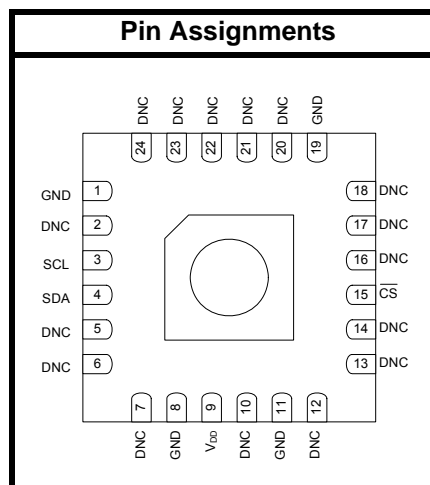 Pin Assignments
DNC DNC DNC DNC DNC GND
24 23 22 21 20 19
GND 1
DNC 2
SCL 3
SDA 4
DNC 5
DNC 6
18 DNC
17 DNC
16 DNC
15 C̅S̅
14 DNC
13 DNC
7 8 9 10 11 12
DNC GND VDD DNC GND DNC